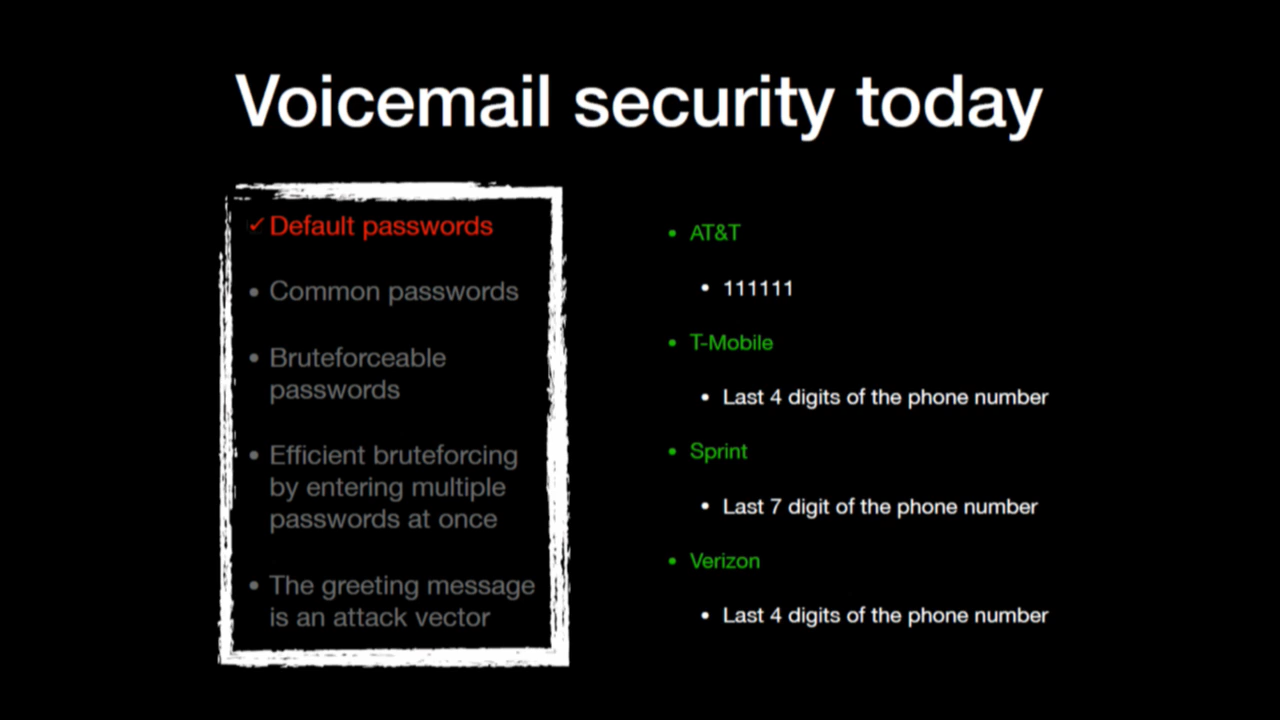 Voicemail security today
✓ Default passwords
• Common passwords
• Bruteforceable
passwords
• Efficient bruteforcing
by entering multiple
passwords at once
• The greeting message
is an attack vector
• AT&T
• 111111
• T-Mobile
• Last 4 digits of the phone number
• Sprint
• Last 7 digit of the phone number
• Verizon
• Last 4 digits of the phone number